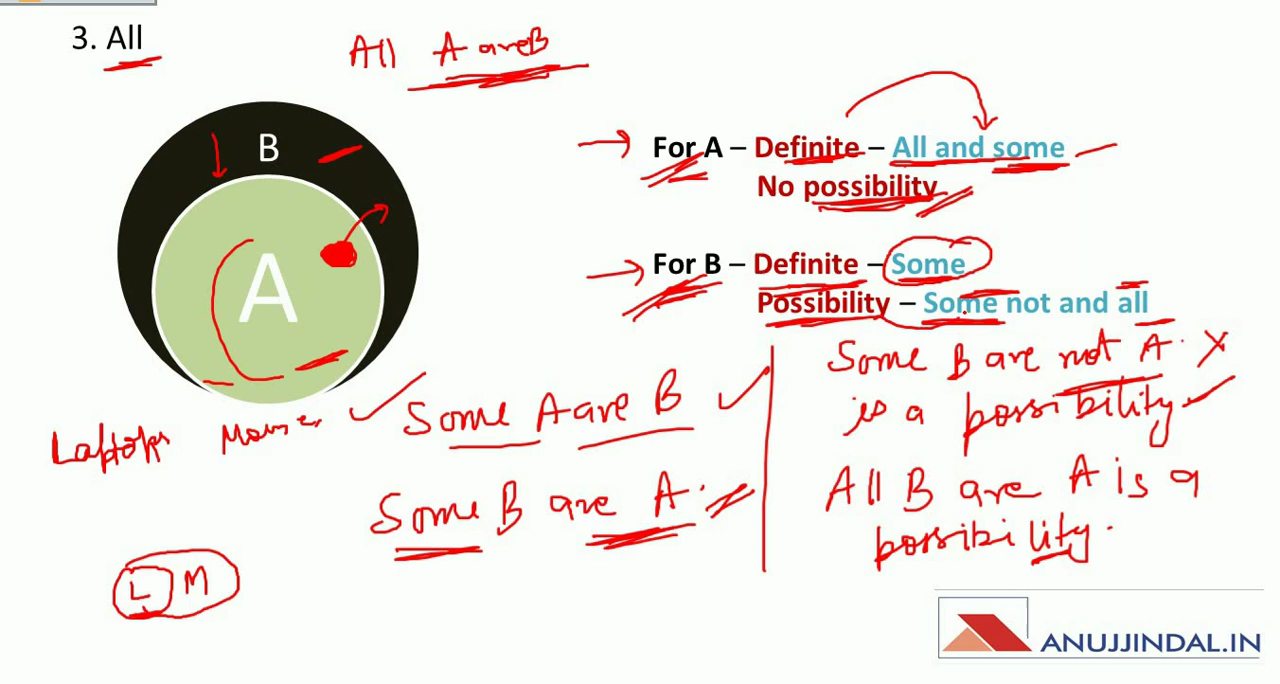 3. All
All A are B
B
A
For A – Definite – All and some
No possibility
For B – Definite – Some
Possibility – Some not and all
Some B are not A. X
is a possibility
All B are A is a
possibility.
Laptops
Some A are B
Some B are A.
L M
ANUJJINDAL.IN